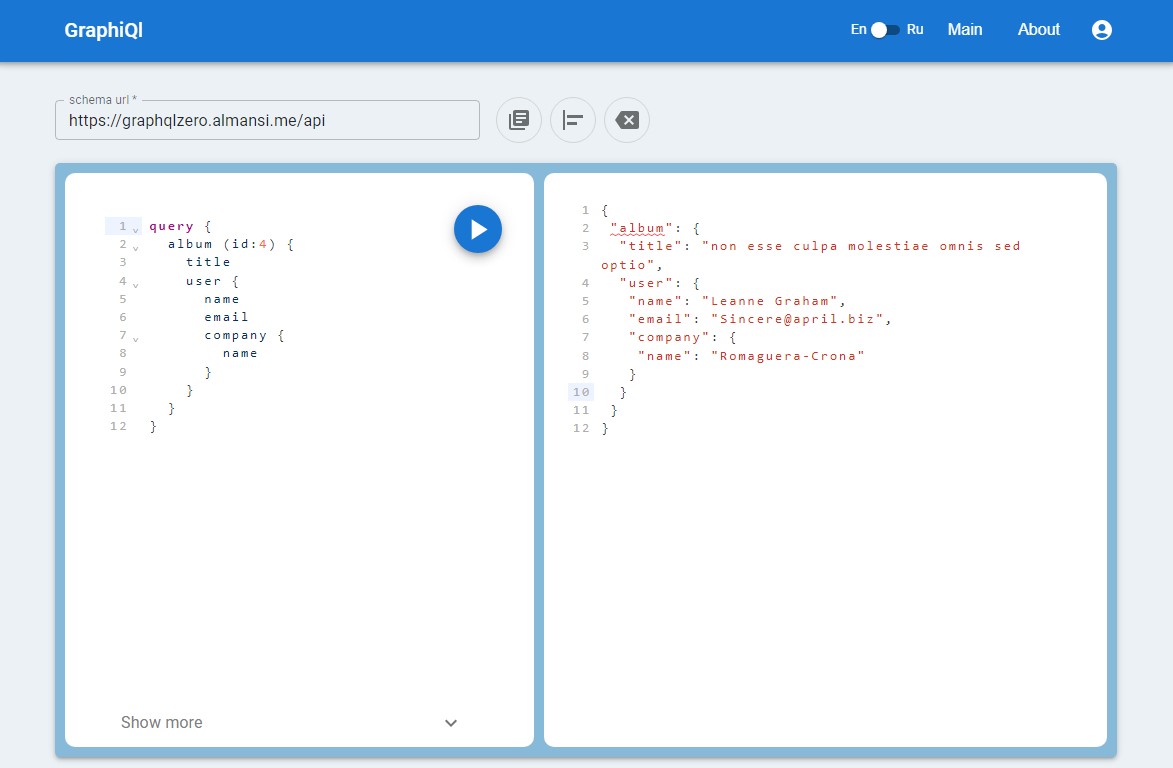 GraphiQl
En Ru Main About
schema url *
https://graphqlzero.almansi.me/api
1 query {
2 album (id:4) {
3 title
4 user {
5 name
6 email
7 company {
8 name
9 }
10 }
11 }
12 }
Show more
1 {
2 "album": {
3 "title": "non esse culpa molestiae omnis sed
optio",
4 "user": {
5 "name": "Leanne Graham",
6 "email": "Sincere@april.biz",
7 "company": {
8 "name": "Romaguera-Crona"
9 }
10 }
11 }
12 }